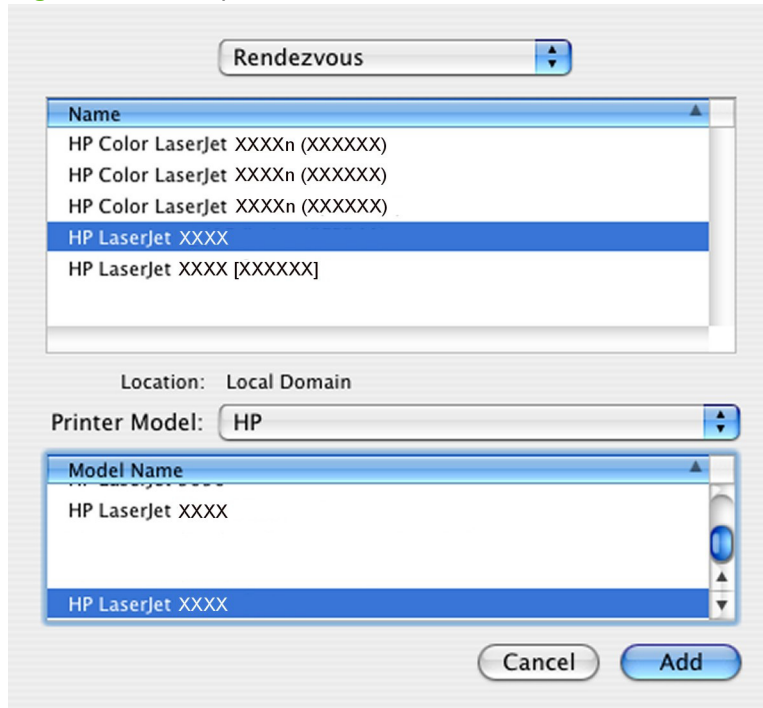 Rendezvous
Name
HP Color LaserJet XXXXn (XXXXXX)
HP Color LaserJet XXXXn (XXXXXX)
HP Color LaserJet XXXXn (XXXXXX)
HP LaserJet XXXX
HP LaserJet XXXX [XXXXXX]
Location: Local Domain
Printer Model: HP
Model Name
HP LaserJet XXXX
HP LaserJet XXXX
Cancel Add